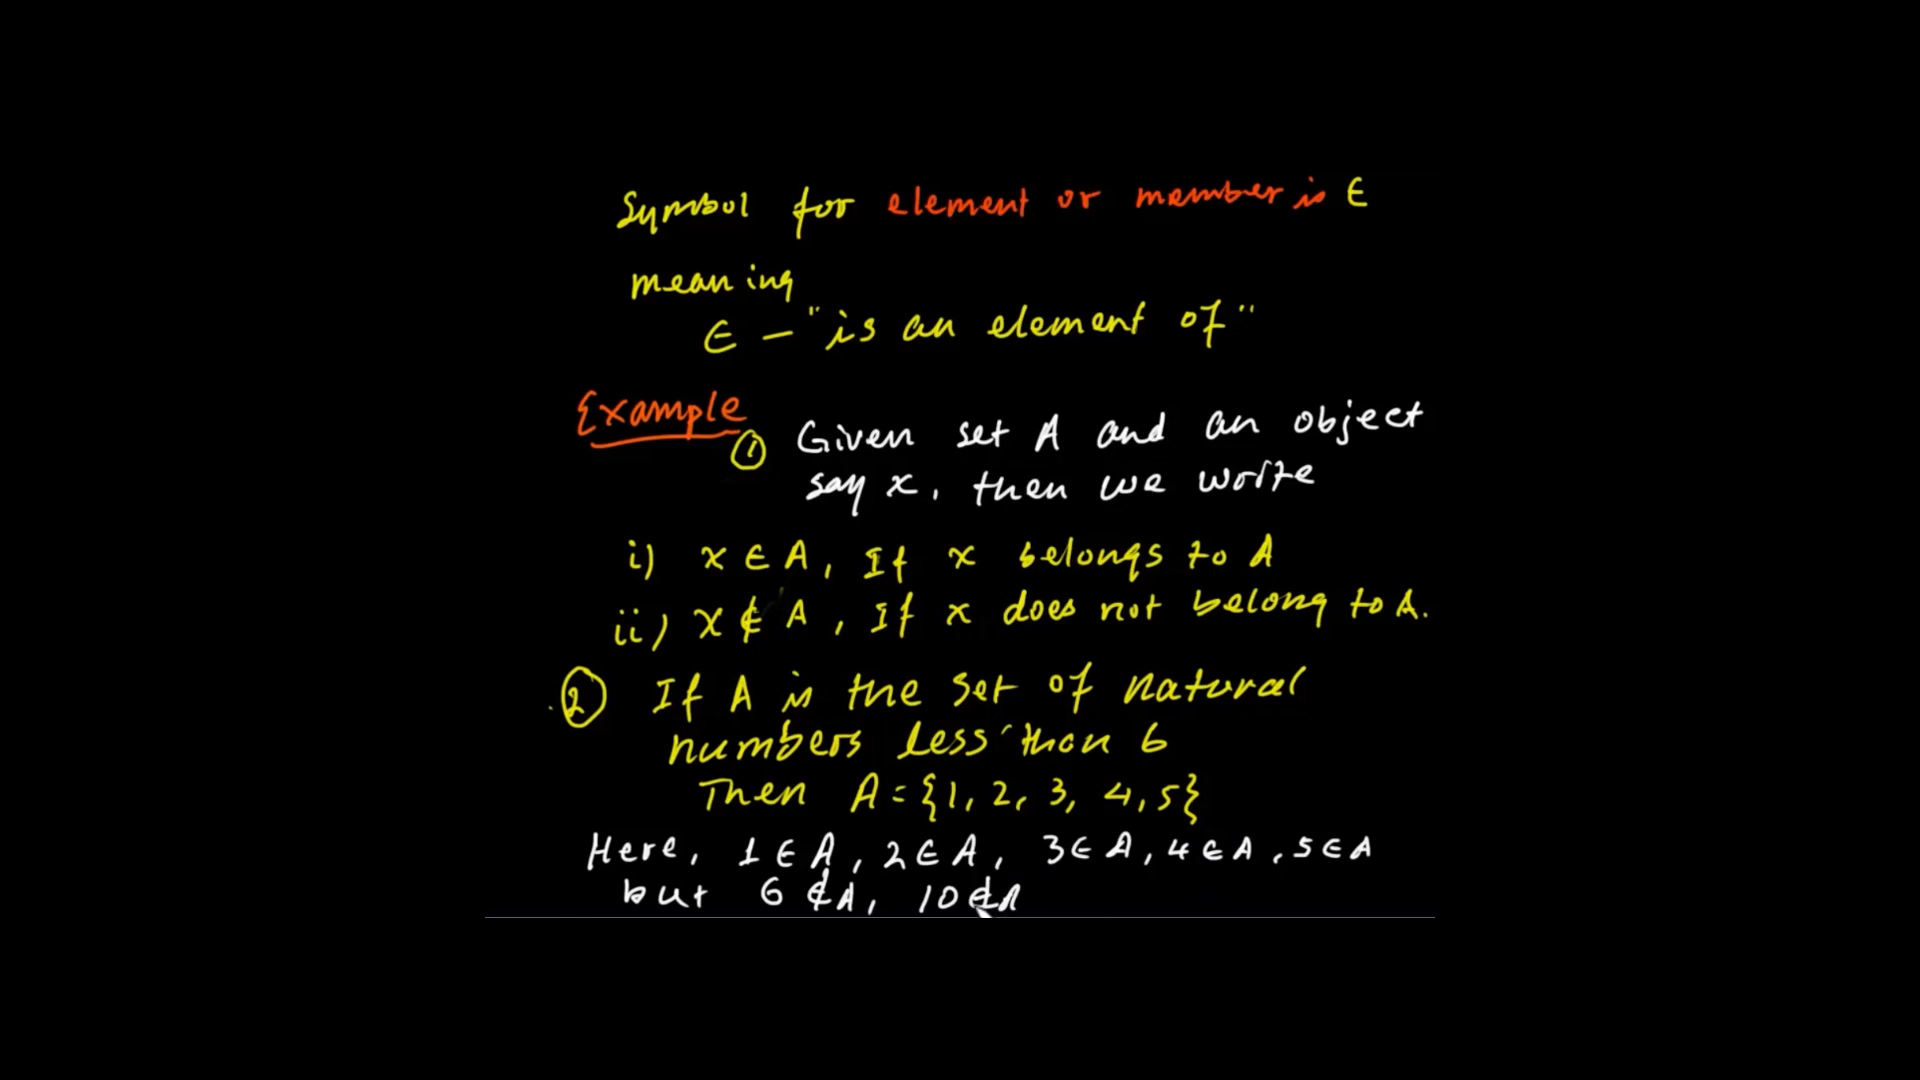 Symbol for element or member is ∈
meaning
∈ – "is an element of"
Example
① Given set A and an object
say x, then we write
i) x ∈ A, If x belongs to A
ii) x ∉ A, If x does not belong to A.
② If A is the set of natural
numbers less than 6
Then A = {1, 2, 3, 4, 5}
Here, 1 ∈ A, 2 ∈ A, 3 ∈ A, 4 ∈ A, 5 ∈ A
but 6 ∉ A, 10 ∉ A